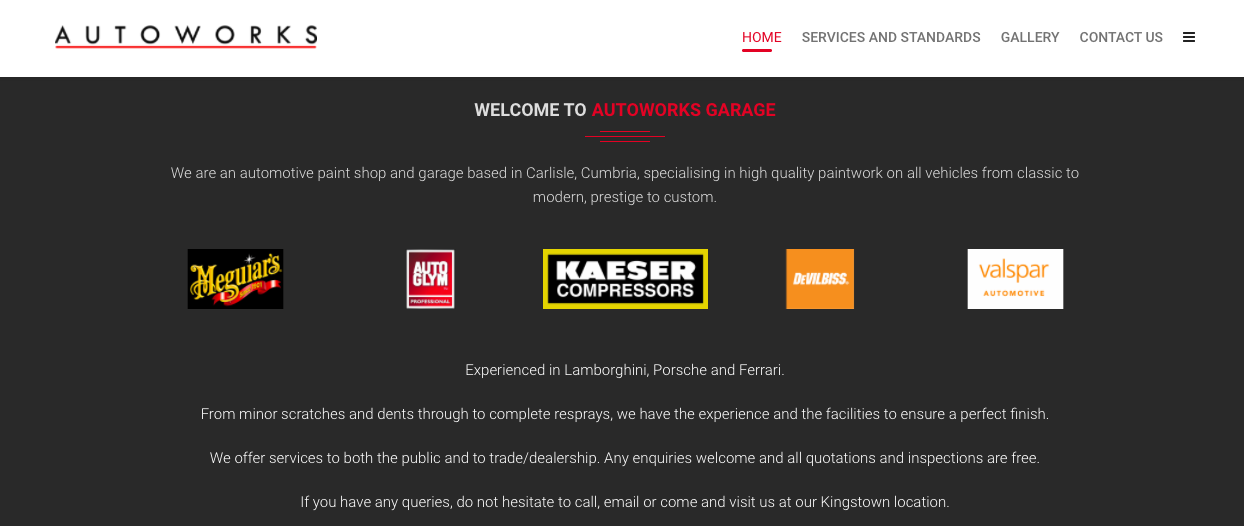 AUTOWORKS
HOME SERVICES AND STANDARDS GALLERY CONTACT US
WELCOME TO AUTOWORKS GARAGE
We are an automotive paint shop and garage based in Carlisle, Cumbria, specialising in high quality paintwork on all vehicles from classic to
modern, prestige to custom.
Meguiar's
AUTO
GLYM
PROFESSIONAL
KAESER
COMPRESSORS
DEVILBISS
valspar
AUTOMOTIVE
Experienced in Lamborghini, Porsche and Ferrari.
From minor scratches and dents through to complete resprays, we have the experience and the facilities to ensure a perfect finish.
We offer services to both the public and to trade/dealership. Any enquiries welcome and all quotations and inspections are free.
If you have any queries, do not hesitate to call, email or come and visit us at our Kingstown location.